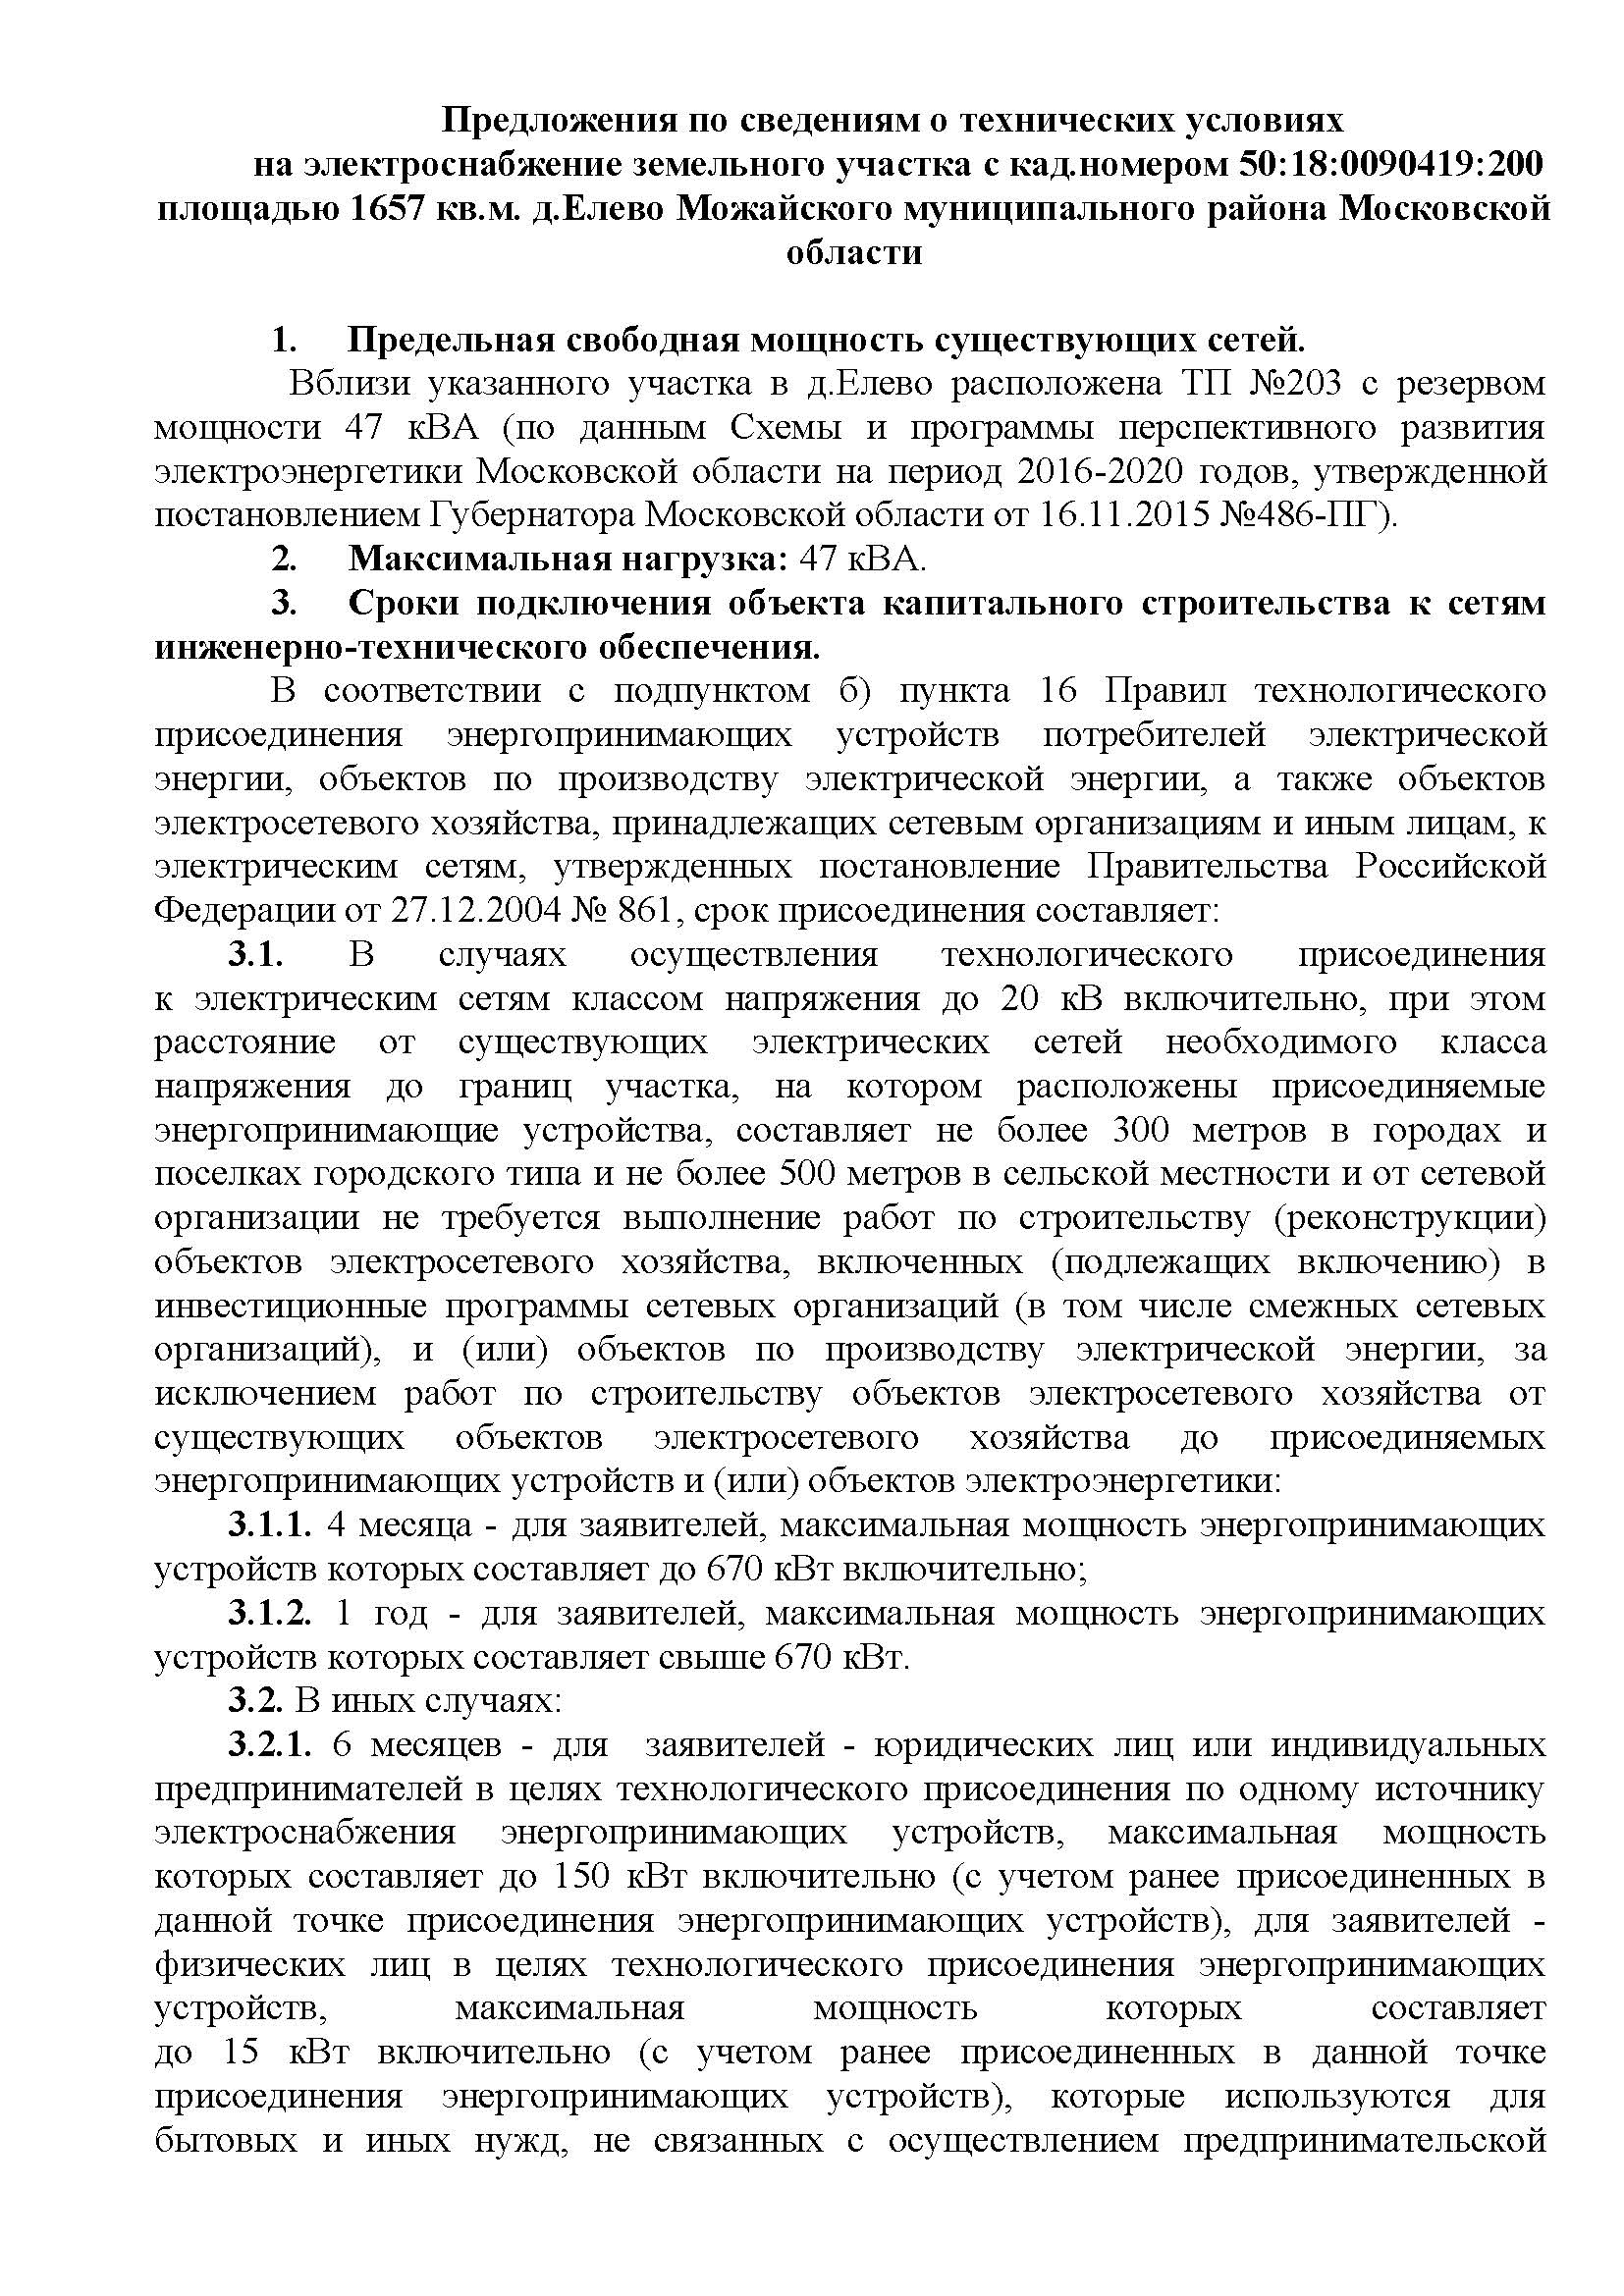 Предложения по сведениям о технических условиях
на электроснабжение земельного участка с кад.номером 50:18:0090419:200
площадью 1657 кв.м. д.Елево Можайского муниципального района Московской
области
1. Предельная свободная мощность существующих сетей.
Вблизи указанного участка в д.Елево расположена ТП №203 с резервом
мощности 47 кВА (по данным Схемы и программы перспективного развития
электроэнергетики Московской области на период 2016-2020 годов, утвержденной
постановлением Губернатора Московской области от 16.11.2015 №486-ПГ).
2. Максимальная нагрузка: 47 кВА.
3. Сроки подключения объекта капитального строительства к сетям
инженерно-технического обеспечения.
В соответствии с подпунктом б) пункта 16 Правил технологического
присоединения энергопринимающих устройств потребителей электрической
энергии, объектов по производству электрической энергии, а также объектов
электросетевого хозяйства, принадлежащих сетевым организациям и иным лицам, к
электрическим сетям, утвержденных постановление Правительства Российской
Федерации от 27.12.2004 № 861, срок присоединения составляет:
3.1. В случаях осуществления технологического присоединения
к электрическим сетям классом напряжения до 20 кВ включительно, при этом
расстояние от существующих электрических сетей необходимого класса
напряжения до границ участка, на котором расположены присоединяемые
энергопринимающие устройства, составляет не более 300 метров в городах и
поселках городского типа и не более 500 метров в сельской местности и от сетевой
организации не требуется выполнение работ по строительству (реконструкции)
объектов электросетевого хозяйства, включенных (подлежащих включению) в
инвестиционные программы сетевых организаций (в том числе смежных сетевых
организаций), и (или) объектов по производству электрической энергии, за
исключением работ по строительству объектов электросетевого хозяйства от
существующих объектов электросетевого хозяйства до присоединяемых
энергопринимающих устройств и (или) объектов электроэнергетики:
3.1.1. 4 месяца - для заявителей, максимальная мощность энергопринимающих
устройств которых составляет до 670 кВт включительно;
3.1.2. 1 год - для заявителей, максимальная мощность энергопринимающих
устройств которых составляет свыше 670 кВт.
3.2. В иных случаях:
3.2.1. 6 месяцев - для заявителей - юридических лиц или индивидуальных
предпринимателей в целях технологического присоединения по одному источнику
электроснабжения энергопринимающих устройств, максимальная мощность
которых составляет до 150 кВт включительно (с учетом ранее присоединенных в
данной точке присоединения энергопринимающих устройств), для заявителей -
физических лиц в целях технологического присоединения энергопринимающих
устройств, максимальная мощность которых составляет
до 15 кВт включительно (с учетом ранее присоединенных в данной точке
присоединения энергопринимающих устройств), которые используются для
бытовых и иных нужд, не связанных с осуществлением предпринимательской